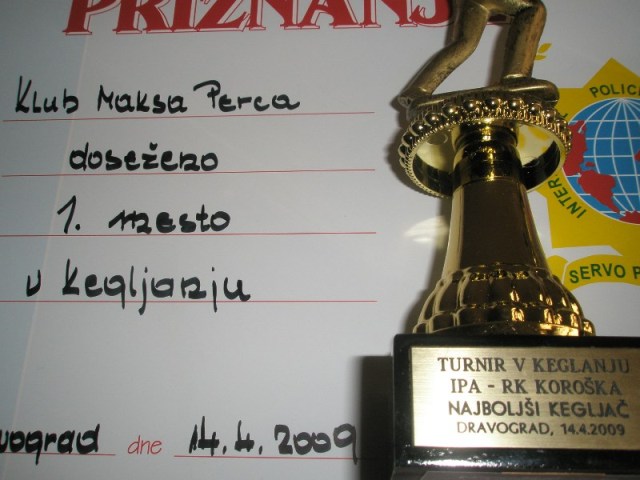 PRIZNANJ
Klub Maksa Perca
doseženo
1. mesto
v kegljanju
vograd dne 14.4.2009
INTER
POLIC
SERVO P
TURNIR V KEGLANJU
IPA - RK KOROŠKA
NAJBOLJŠI KEGLJAČ
DRAVOGRAD, 14.4.2009